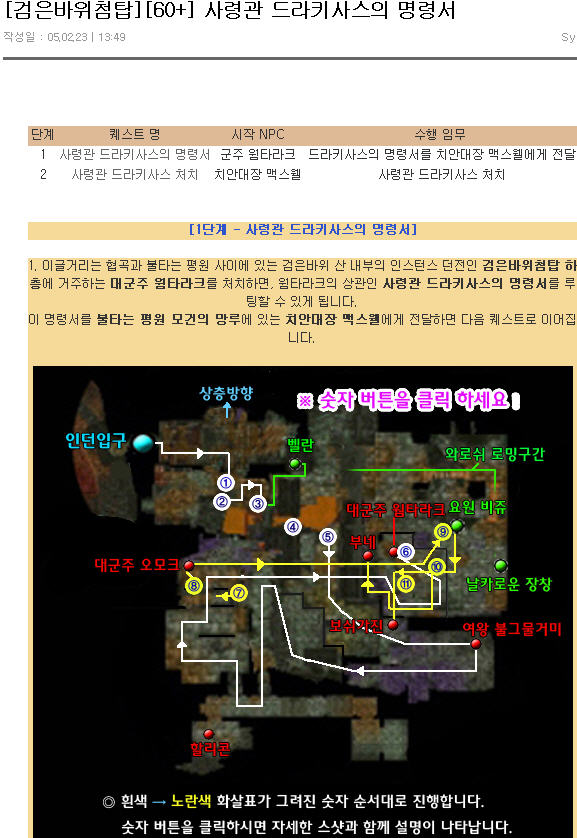 [검은바위첨탑][60+] 사령관 드라키사스의 명령서
작성일 : 05,02,23 | 13:49
Sy
단계 퀘스트 명 시작 NPC 수행 임무
1 사령관 드라키사스의 명령서 군주 윔타라크 드라키사스의 명령서를 치안대장 맥스웰에게 전달
2 사령관 드라키사스 처치 치안대장 맥스웰 사령관 드라키사스 처치
[1단계 - 사령관 드라키사스의 명령서]
1. 이글거리는 협곡과 불타는 평원 사이에 있는 검은바위 산 내부의 인스턴스 던전인 검은바위첨탑 하
층에 거주하는 대군주 윔타라크를 처치하면, 윔타라크의 상관인 사령관 드라키사스의 명령서를 루
팅할 수 있게 됩니다.
이 명령서를 불타는 평원 모건의 망루에 있는 치안대장 맥스웰에게 전달하면 다음 퀘스트로 이어집
니다.
상층방향
※ 숫자 버튼을 클릭 하세요!
인던입구
벨란
와로쉬 로밍구간
①
②
③
대군주 윔타라크
요원 비쥬
④
⑤
부네
⑥
⑨
대군주 오모크
⑩
날카로운 장창
⑧
⑦
⑪
보쉬가진
여왕 불그물거미
할리콘
◎ 흰색 → 노란색 화살표가 그려진 숫자 순서대로 진행합니다.
숫자 버튼을 클릭하시면 자세한 스샷과 함께 설명이 나타납니다.